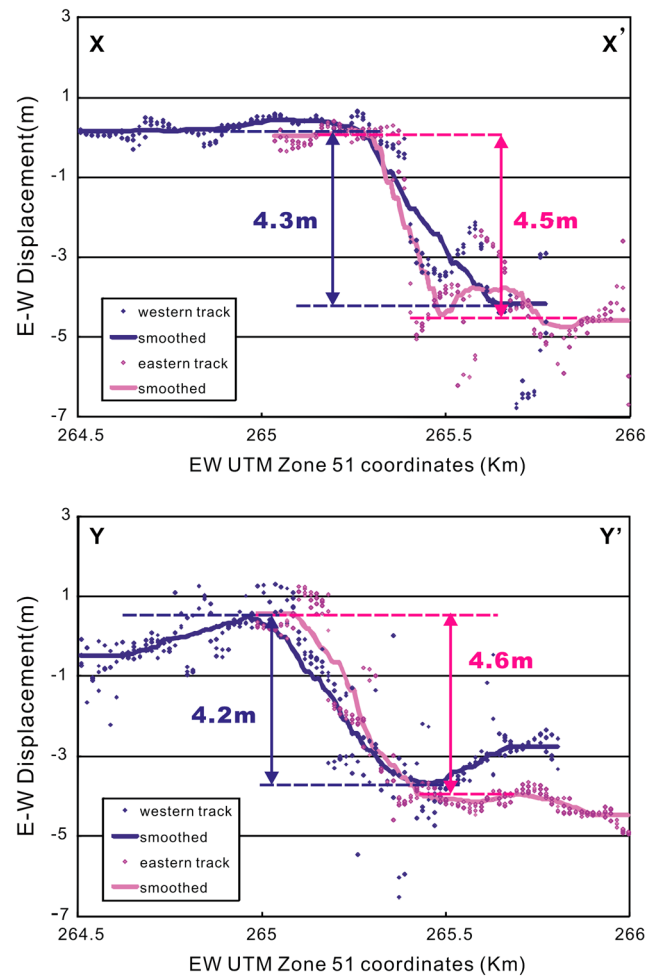 3
X X’
1
-1
4.3m 4.5m
-3
-5
-7
E-W Displacement(m)
western track
smoothed
eastern track
smoothed
264.5 265 265.5 266
EW UTM Zone 51 coordinates (Km)
3
Y Y’
1
-1
4.6m
4.2m
-3
-5
-7
E-W Displacement(m)
western track
smoothed
eastern track
smoothed
264.5 265 265.5 266
EW UTM Zone 51 coordinates (Km)